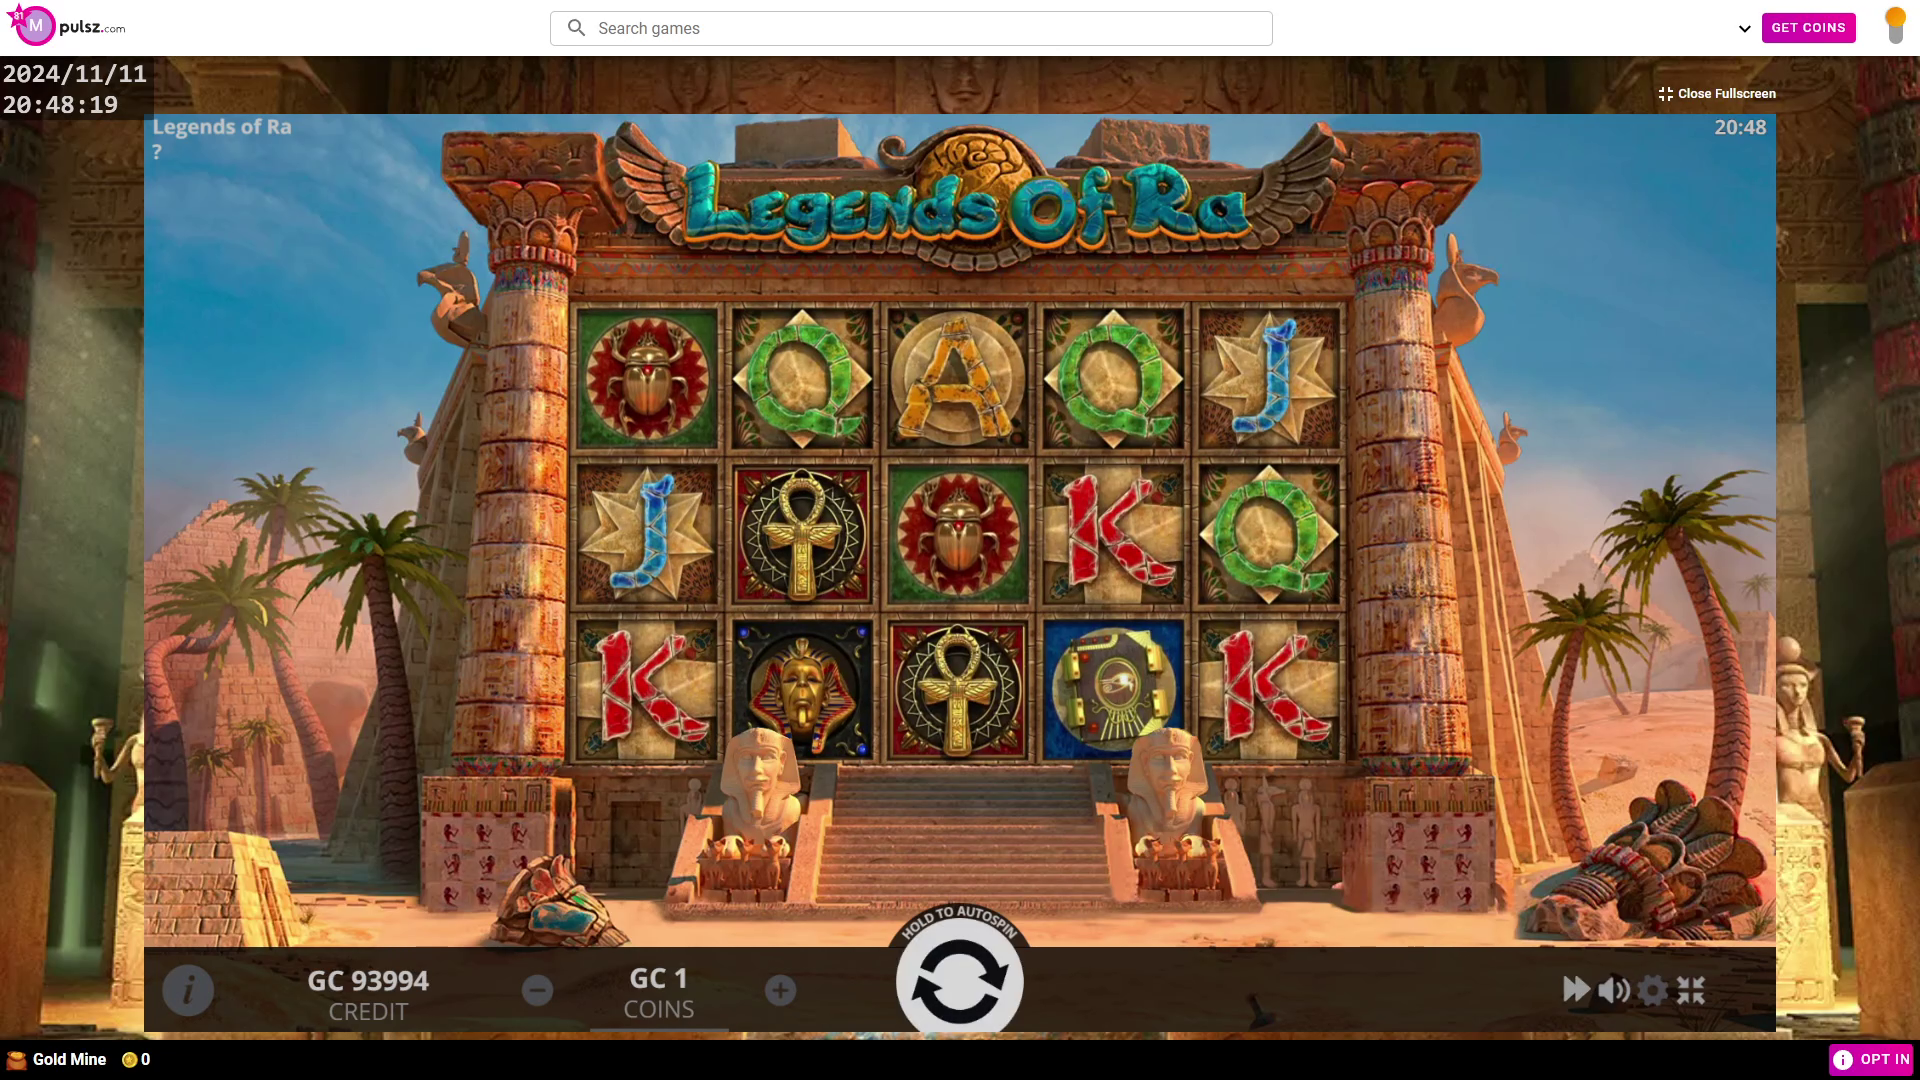 81
M
pulsz.com
Search games
GET COINS
2024/11/11
20:48:19
Close Fullscreen
Legends of Ra
?
20:48
Legends Of Ra
Q A Q J
J K Q
K K
HOLD TO AUTOSPIN
i
GC 93994
CREDIT
GC 1
COINS
Gold Mine
0
OPT IN